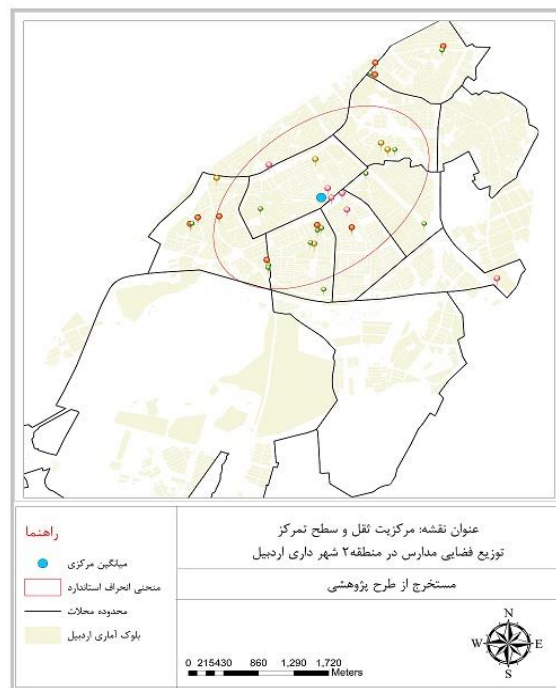 راهنما
میانگین مرکزی
منحنی انحراف استاندارد
محدوده محلات
بلوک آماری اردبیل
عنوان نقشه: مرکزیت ثقل و سطح تمرکز
توزیع فضایی مدارس در منطقه۲ شهر داری اردبیل
مستخرج از طرح پژوهشی
N
W E
S
0 215430 860 1,290 1,720
Meters